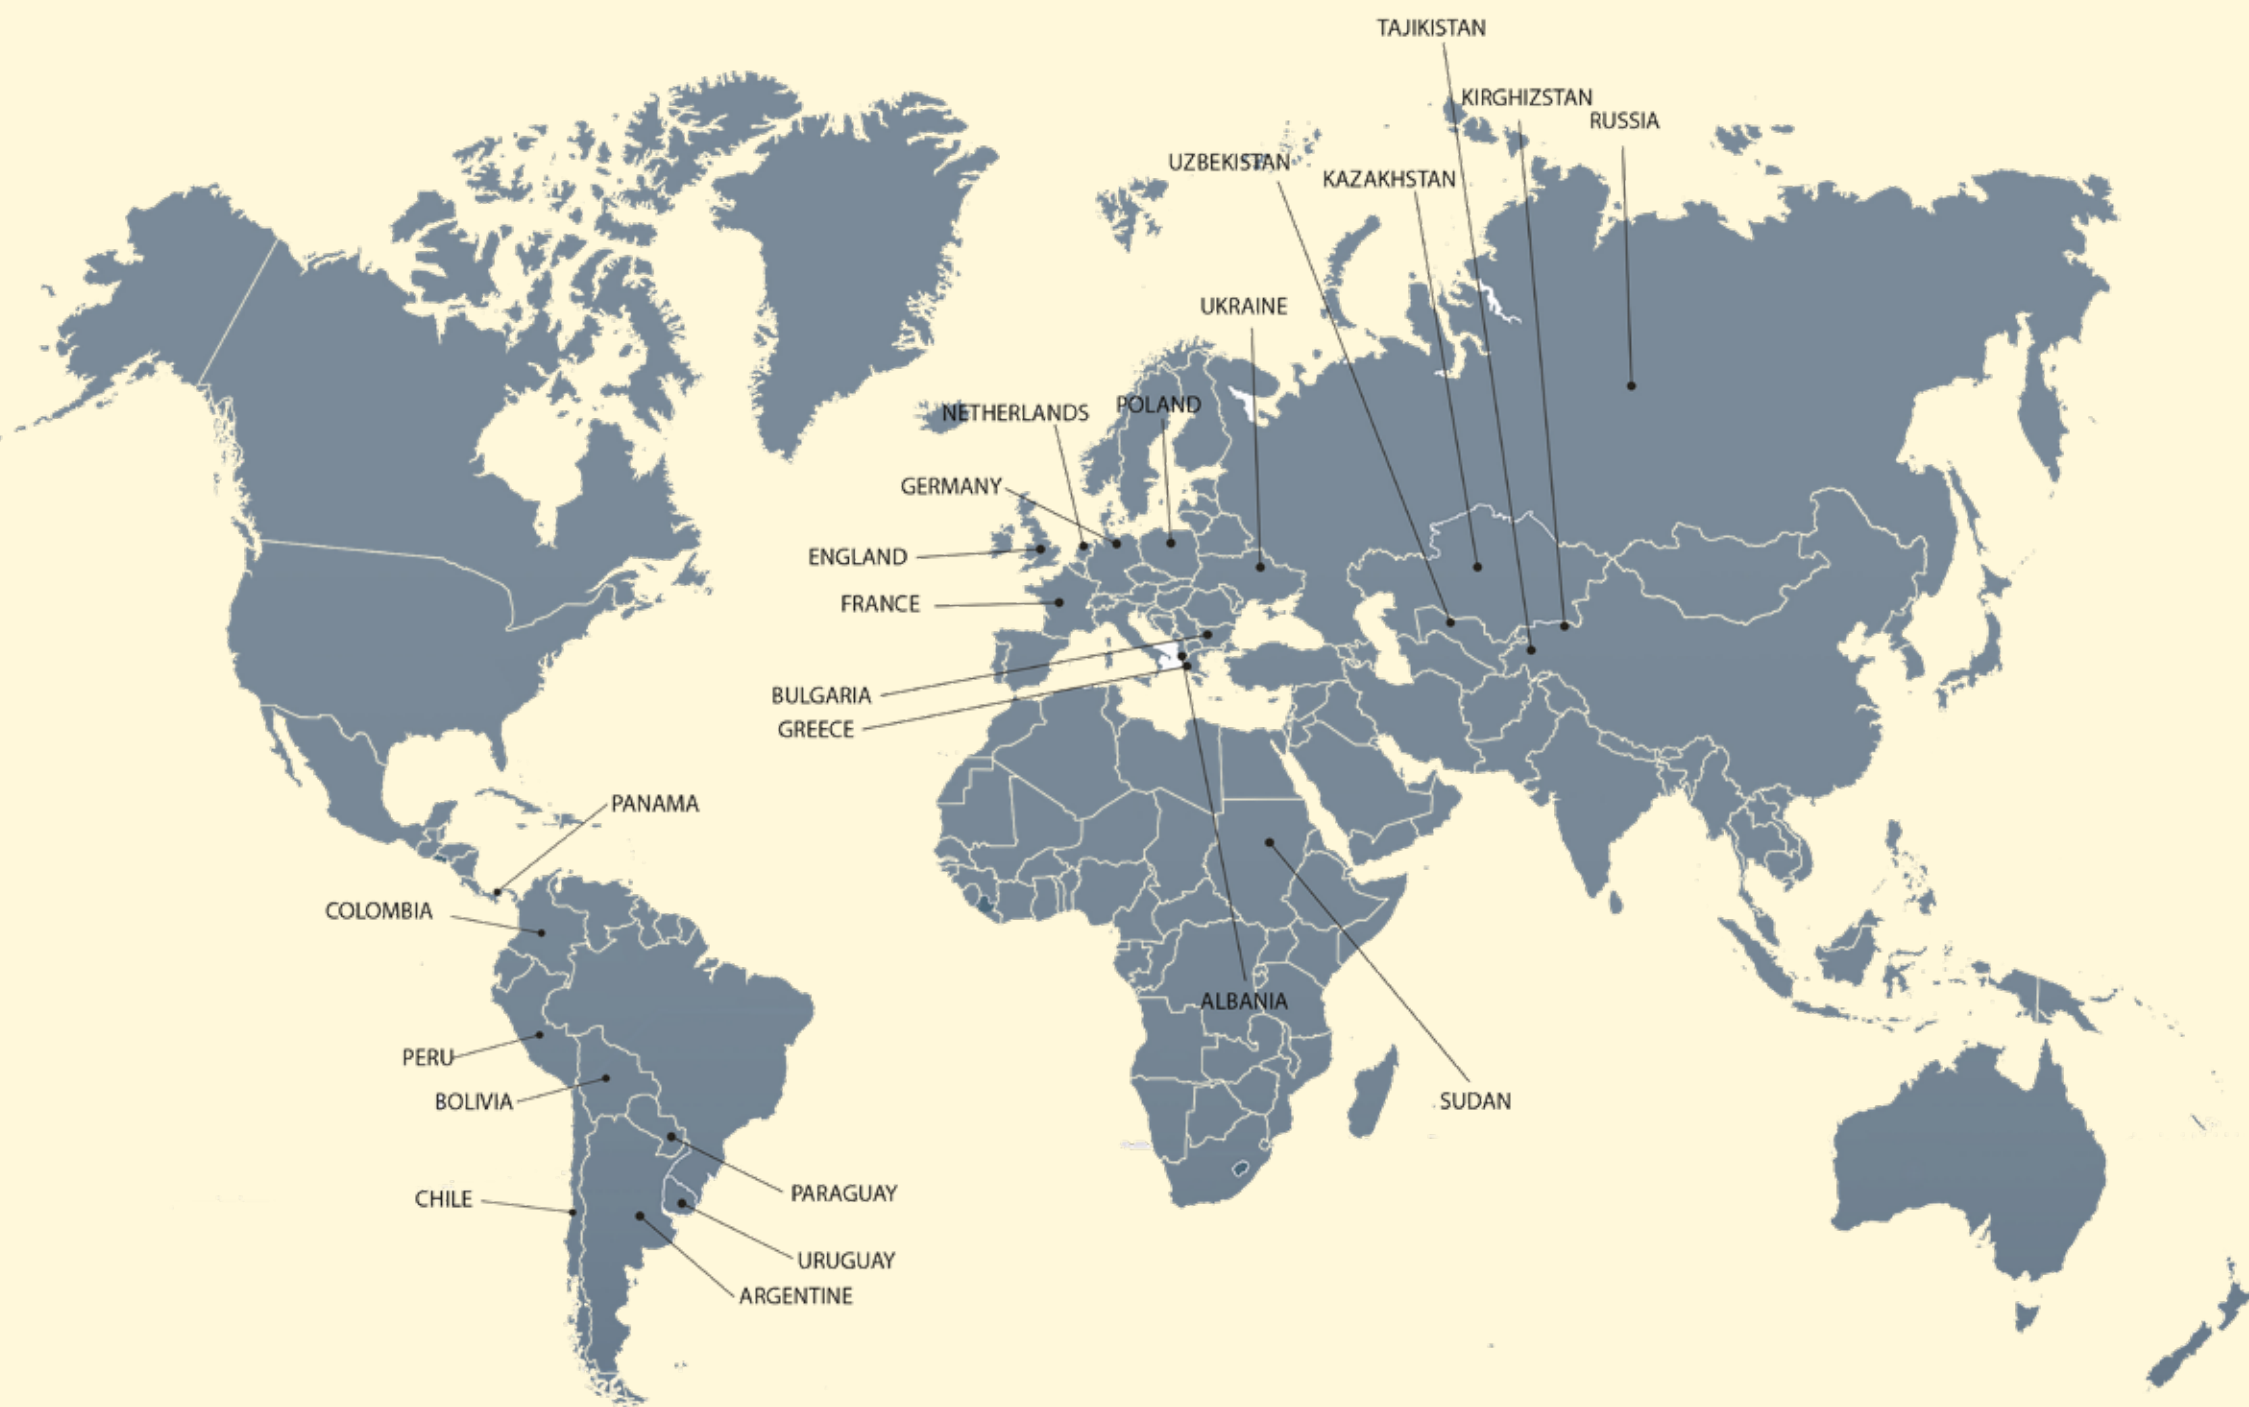 TAJIKISTAN
KIRGHIZSTAN
RUSSIA
UZBEKISTAN
KAZAKHSTAN
UKRAINE
NETHERLANDS
POLAND
GERMANY
ENGLAND
FRANCE
BULGARIA
GREECE
PANAMA
COLOMBIA
ALBANIA
PERU
BOLIVIA
SUDAN
PARAGUAY
CHILE
URUGUAY
ARGENTINE